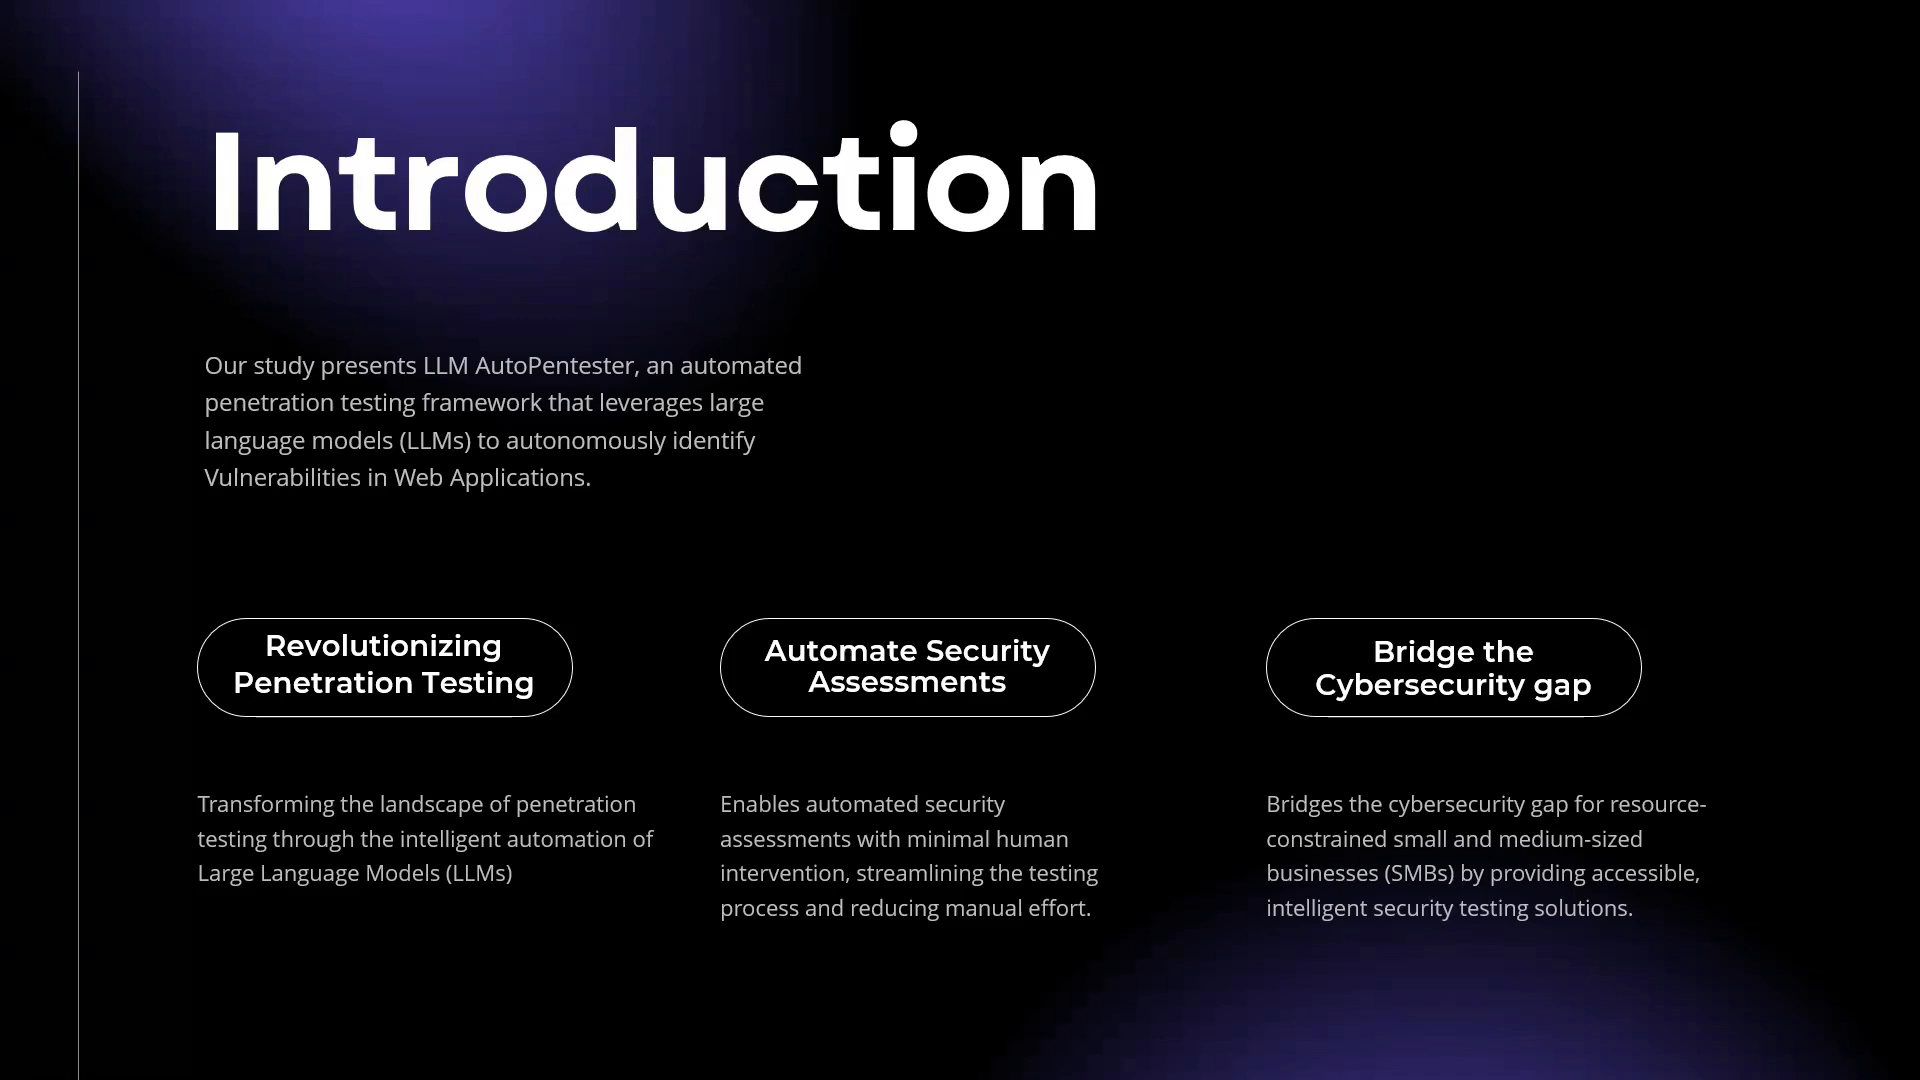 Introduction
Our study presents LLM AutoPentester, an automated
penetration testing framework that leverages large
language models (LLMs) to autonomously identify
Vulnerabilities in Web Applications.
Revolutionizing
Penetration Testing
Transforming the landscape of penetration
testing through the intelligent automation of
Large Language Models (LLMs)
Automate Security
Assessments
Enables automated security
assessments with minimal human
intervention, streamlining the testing
process and reducing manual effort.
Bridge the
Cybersecurity gap
Bridges the cybersecurity gap for resource-
constrained small and medium-sized
businesses (SMBs) by providing accessible,
intelligent security testing solutions.